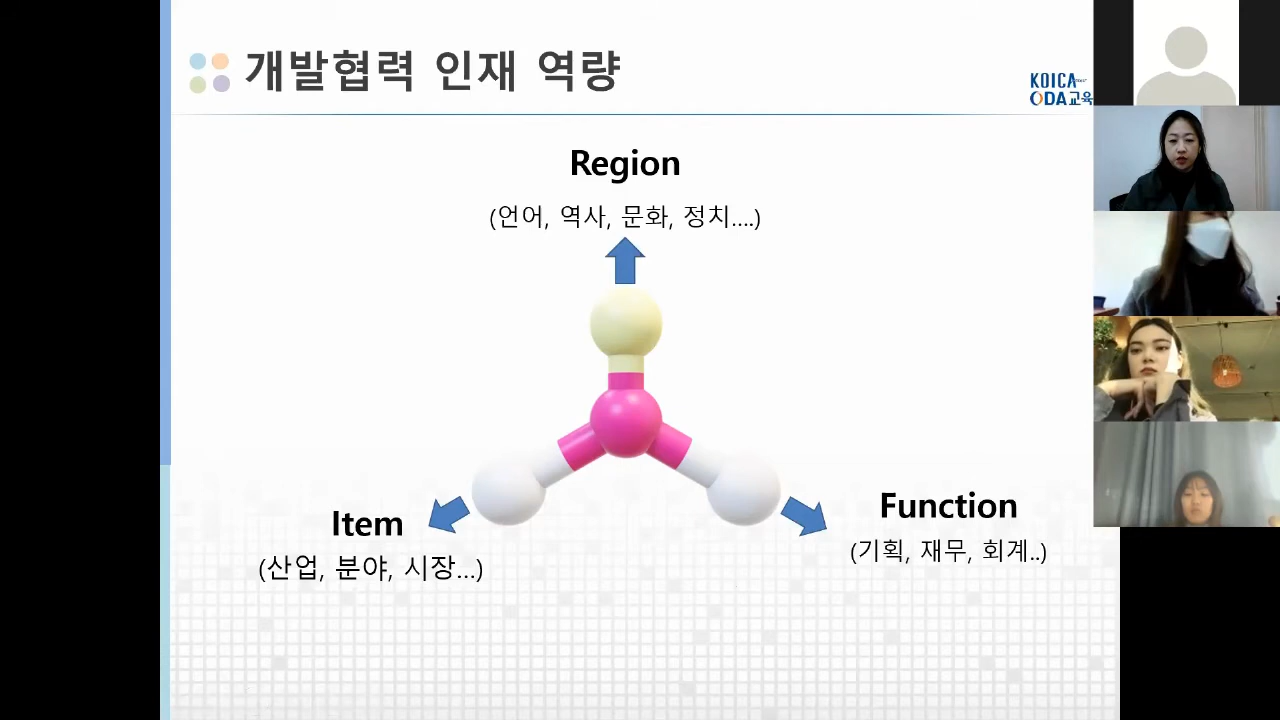 개발협력 인재 역량
KOICA
ODA교육
Region
(언어, 역사, 문화, 정치....)
Item
(산업, 분야, 시장...)
Function
(기획, 재무, 회계..)